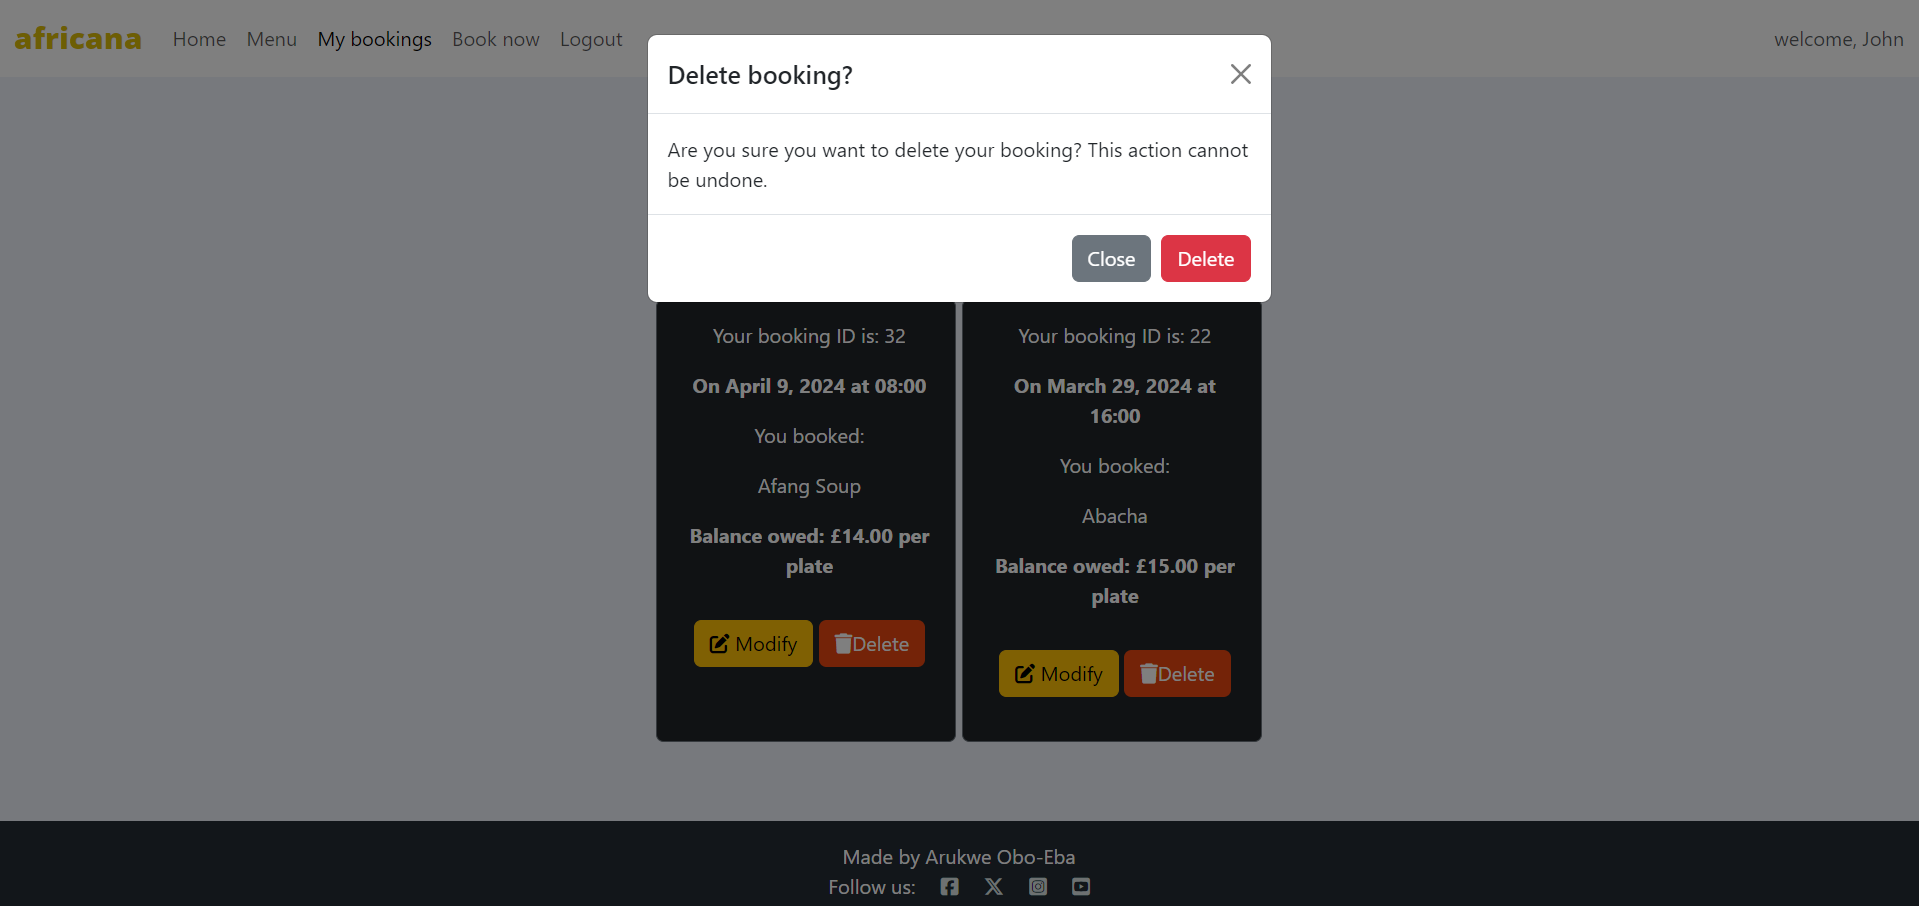 africana Home Menu My bookings Book now Logout welcome, John
Delete booking?
Are you sure you want to delete your booking? This action cannot
be undone.
Close Delete
Your booking ID is: 32
On April 9, 2024 at 08:00
You booked:
Afang Soup
Balance owed: £14.00 per
plate
Modify Delete
Your booking ID is: 22
On March 29, 2024 at
16:00
You booked:
Abacha
Balance owed: £15.00 per
plate
Modify Delete
Made by Arukwe Obo-Eba
Follow us: